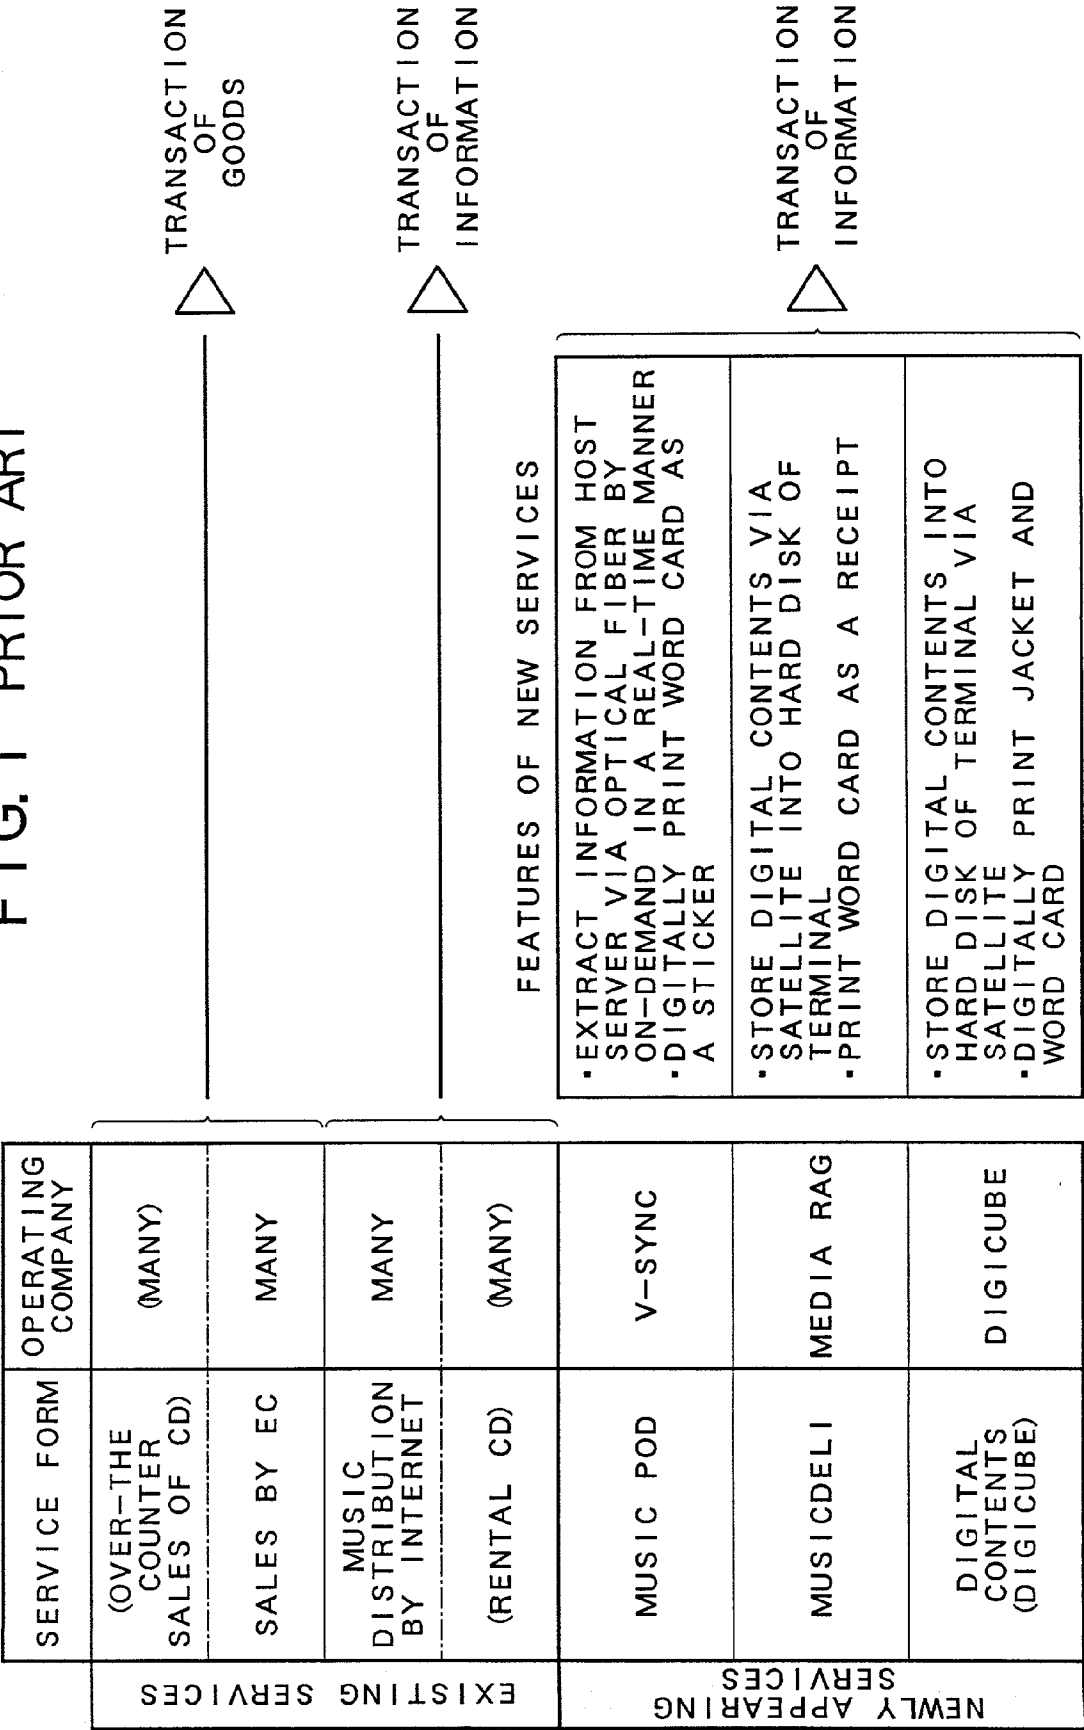 FIG. 1 PRIOR ART
SERVICE FORM
OPERATING
COMPANY
EXISTING SERVICES
(OVER-THE
COUNTER
SALES OF CD)
(MANY)
SALES BY EC
MANY
TRANSACTION
OF
GOODS
MUSIC
DISTRIBUTION
BY INTERNET
MANY
(RENTAL CD)
(MANY)
TRANSACTION
OF
INFORMATION
FEATURES OF NEW SERVICES
NEWLY APPEARING
SERVICES
MUSIC POD
V-SYNC
• EXTRACT INFORMATION FROM HOST
SERVER VIA OPTICAL FIBER BY
ON-DEMAND IN A REAL-TIME MANNER
• DIGITALLY PRINT WORD CARD AS
A STICKER
MUSICDELI
MEDIA RAG
• STORE DIGITAL CONTENTS VIA
SATELLITE INTO HARD DISK OF
TERMINAL
• PRINT WORD CARD AS A RECEIPT
DIGITAL
CONTENTS
(DIGICUBE)
DIGICUBE
• STORE DIGITAL CONTENTS INTO
HARD DISK OF TERMINAL VIA
SATELLITE
• DIGITALLY PRINT JACKET AND
WORD CARD
TRANSACTION
OF
INFORMATION